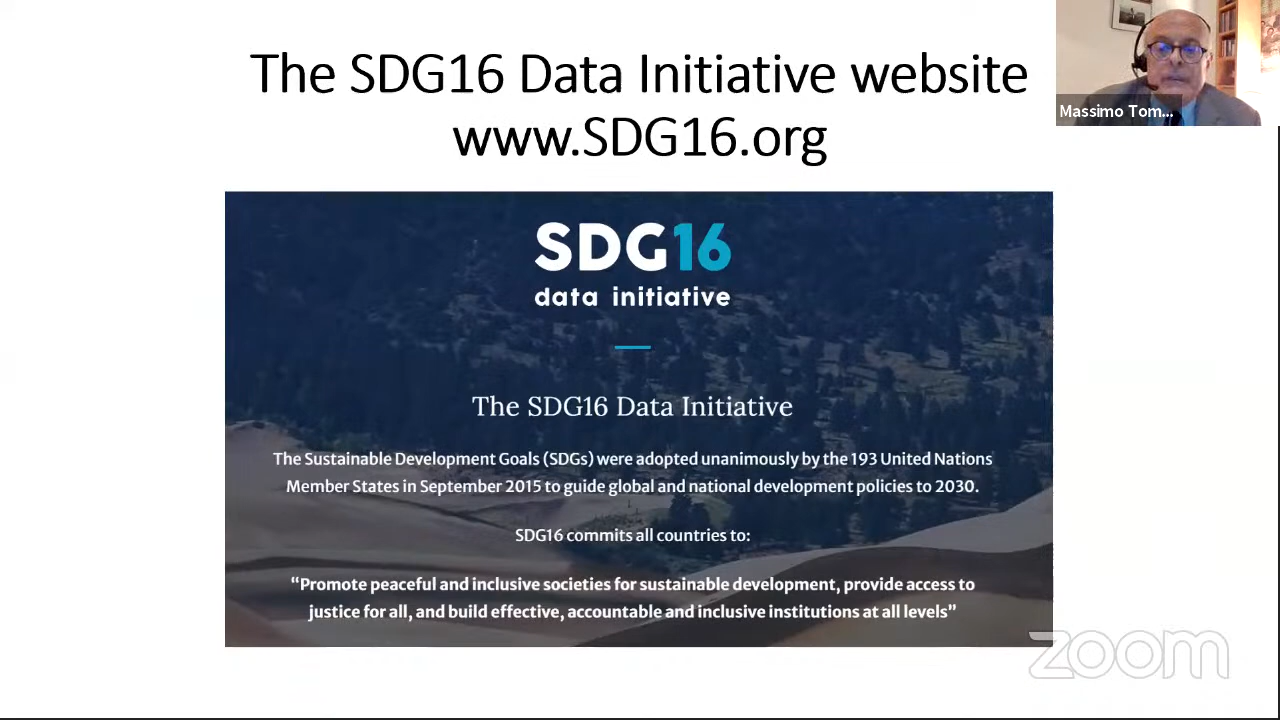 The SDG16 Data Initiative website
www.SDG16.org
Massimo Tom...
SDG16
data initiative
The SDG16 Data Initiative
The Sustainable Development Goals (SDGs) were adopted unanimously by the 193 United Nations
Member States in September 2015 to guide global and national development policies to 2030.
SDG16 commits all countries to:
“Promote peaceful and inclusive societies for sustainable development, provide access to
justice for all, and build effective, accountable and inclusive institutions at all levels”
zoom